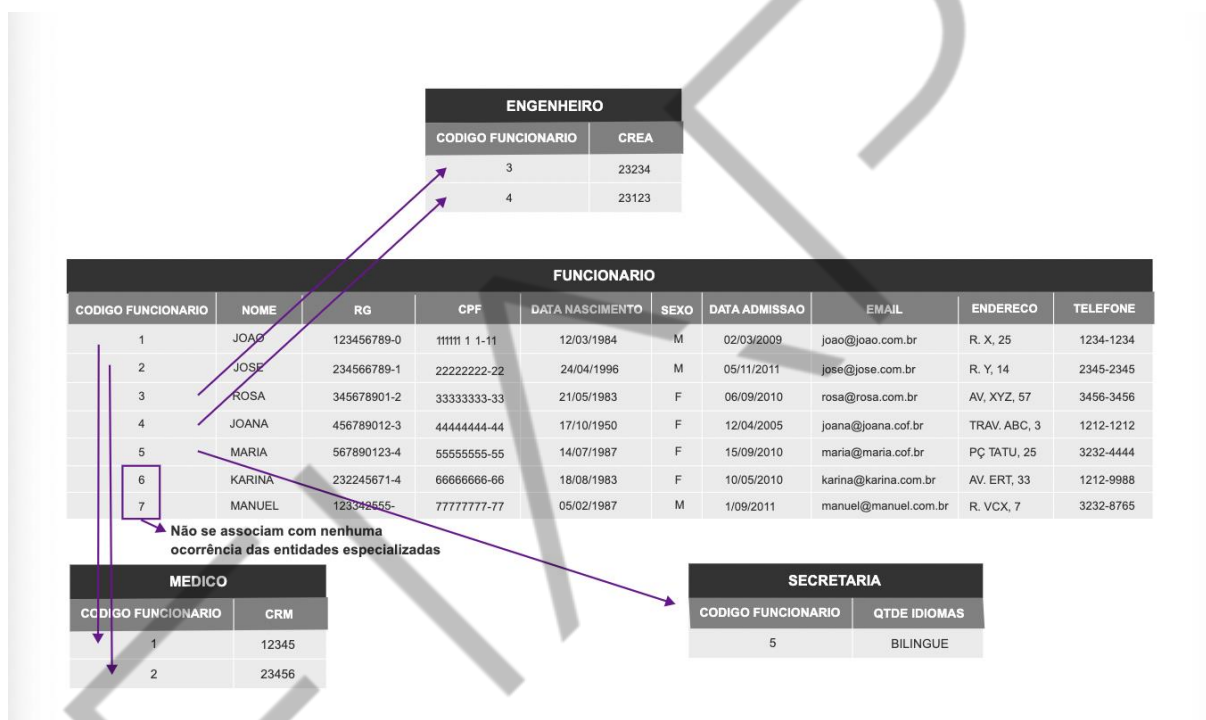 ENGENHEIRO
CODIGO FUNCIONARIO CREA
3 23234
4 23123
FUNCIONARIO
CODIGO FUNCIONARIO NOME RG CPF DATA NASCIMENTO SEXO DATA ADMISSAO EMAIL ENDERECO TELEFONE
1 JOAO 123456789-0 111111 1 1-11 12/03/1984 M 02/03/2009 joao@joao.com.br R. X, 25 1234-1234
2 JOSE 234566789-1 22222222-22 24/04/1996 M 05/11/2011 jose@jose.com.br R. Y, 14 2345-2345
3 ROSA 345678901-2 33333333-33 21/05/1983 F 06/09/2010 rosa@rosa.com.br AV, XYZ, 57 3456-3456
4 JOANA 456789012-3 44444444-44 17/10/1950 F 12/04/2005 joana@joana.cof.br TRAV. ABC, 3 1212-1212
5 MARIA 567890123-4 55555555-55 14/07/1987 F 15/09/2010 maria@maria.cof.br PÇ TATU, 25 3232-4444
6 KARINA 232245671-4 66666666-66 18/08/1983 F 10/05/2010 karina@karina.com.br AV. ERT, 33 1212-9988
7 MANUEL 123342555- 77777777-77 05/02/1987 M 1/09/2011 manuel@manuel.com.br R. VCX, 7 3232-8765
Não se associam com nenhuma
ocorrência das entidades especializadas
MEDICO
CODIGO FUNCIONARIO CRM
1 12345
2 23456
SECRETARIA
CODIGO FUNCIONARIO QTDE IDIOMAS
5 BILINGUE